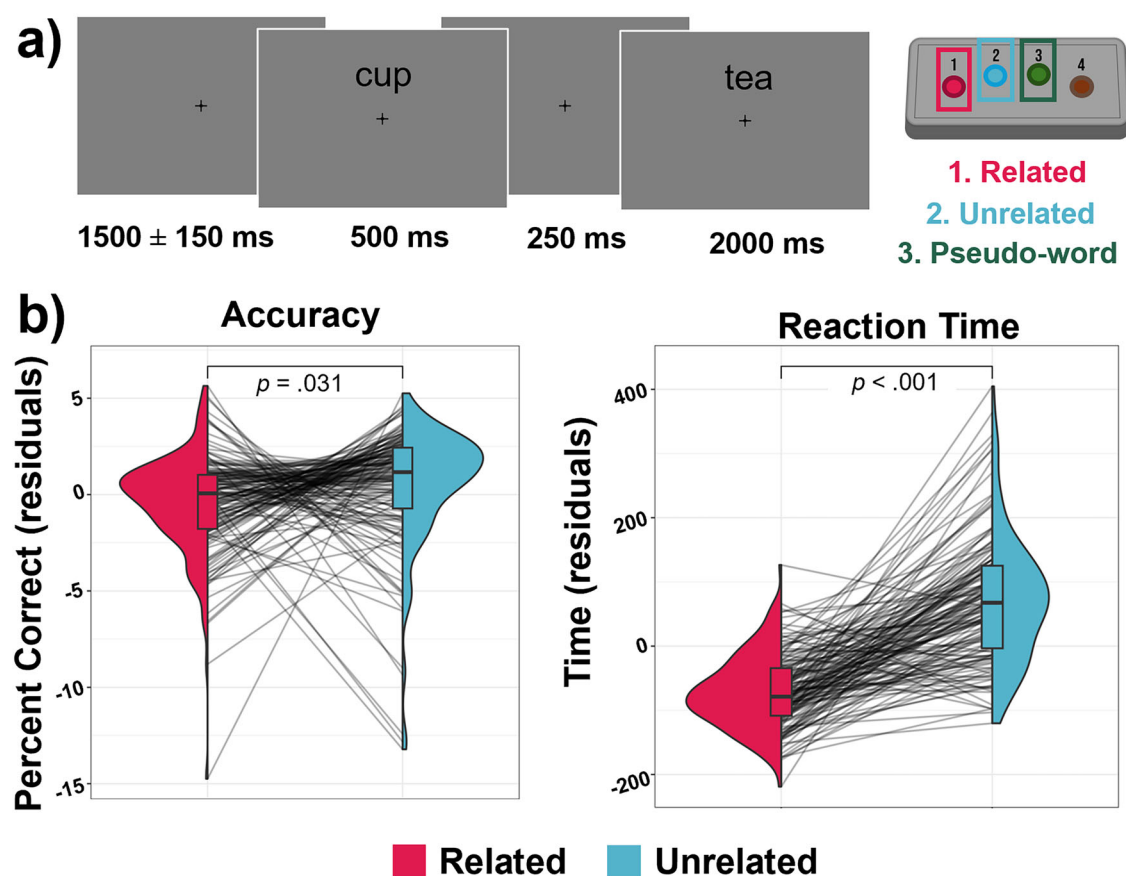 a)
cup
tea
1500 ± 150 ms
500 ms
250 ms
2000 ms
1 2 3 4
1. Related
2. Unrelated
3. Pseudo-word
b)
Accuracy
p = .031
Percent Correct (residuals)
5
0
-5
-10
-15
Reaction Time
p < .001
Time (residuals)
400
200
0
-200
Related
Unrelated